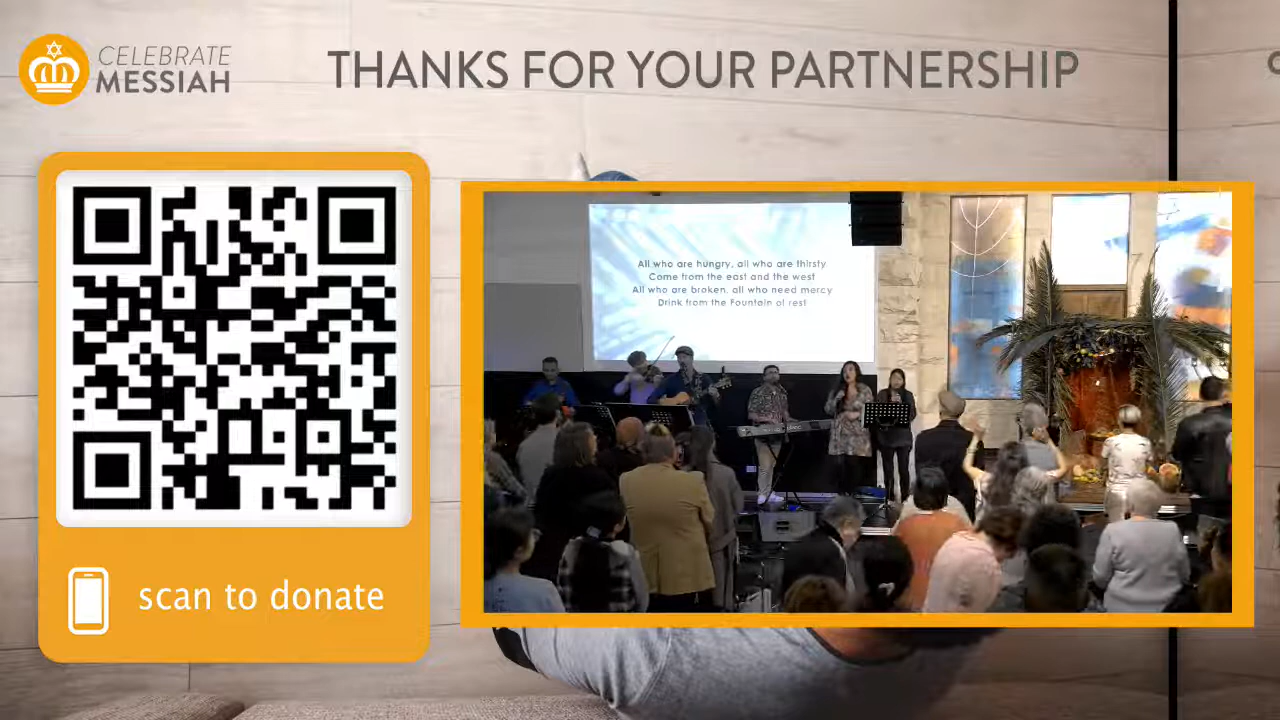 CELEBRATE
MESSIAH
THANKS FOR YOUR PARTNERSHIP
All who are hungry, all who are thirsty
Come from the east and the west
All who are broken, all who need mercy
Drink from the Fountain of rest
scan to donate